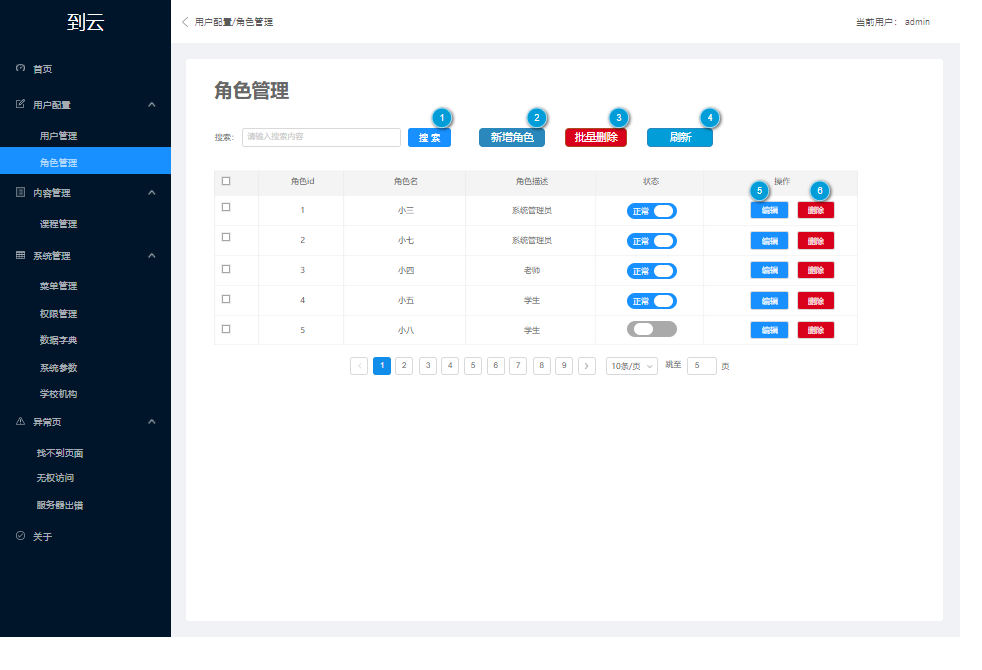 到云
用户配置/角色管理
当前用户： admin
首页
用户配置
用户管理
角色管理
内容管理
课程管理
系统管理
菜单管理
权限管理
数据字典
系统参数
学校机构
异常页
找不到页面
无权访问
服务器出错
关于
角色管理
1 2 3 4
搜索： 请输入搜索内容 搜 索 新增角色 批量删除 刷新
角色id 角色名 角色描述 状态 操作
5 6
1 小三 系统管理员 正常 编辑 删除
2 小七 系统管理员 正常 编辑 删除
3 小四 老师 正常 编辑 删除
4 小五 学生 正常 编辑 删除
5 小八 学生 编辑 删除
1 2 3 4 5 6 7 8 9 10条/页 跳至 5 页